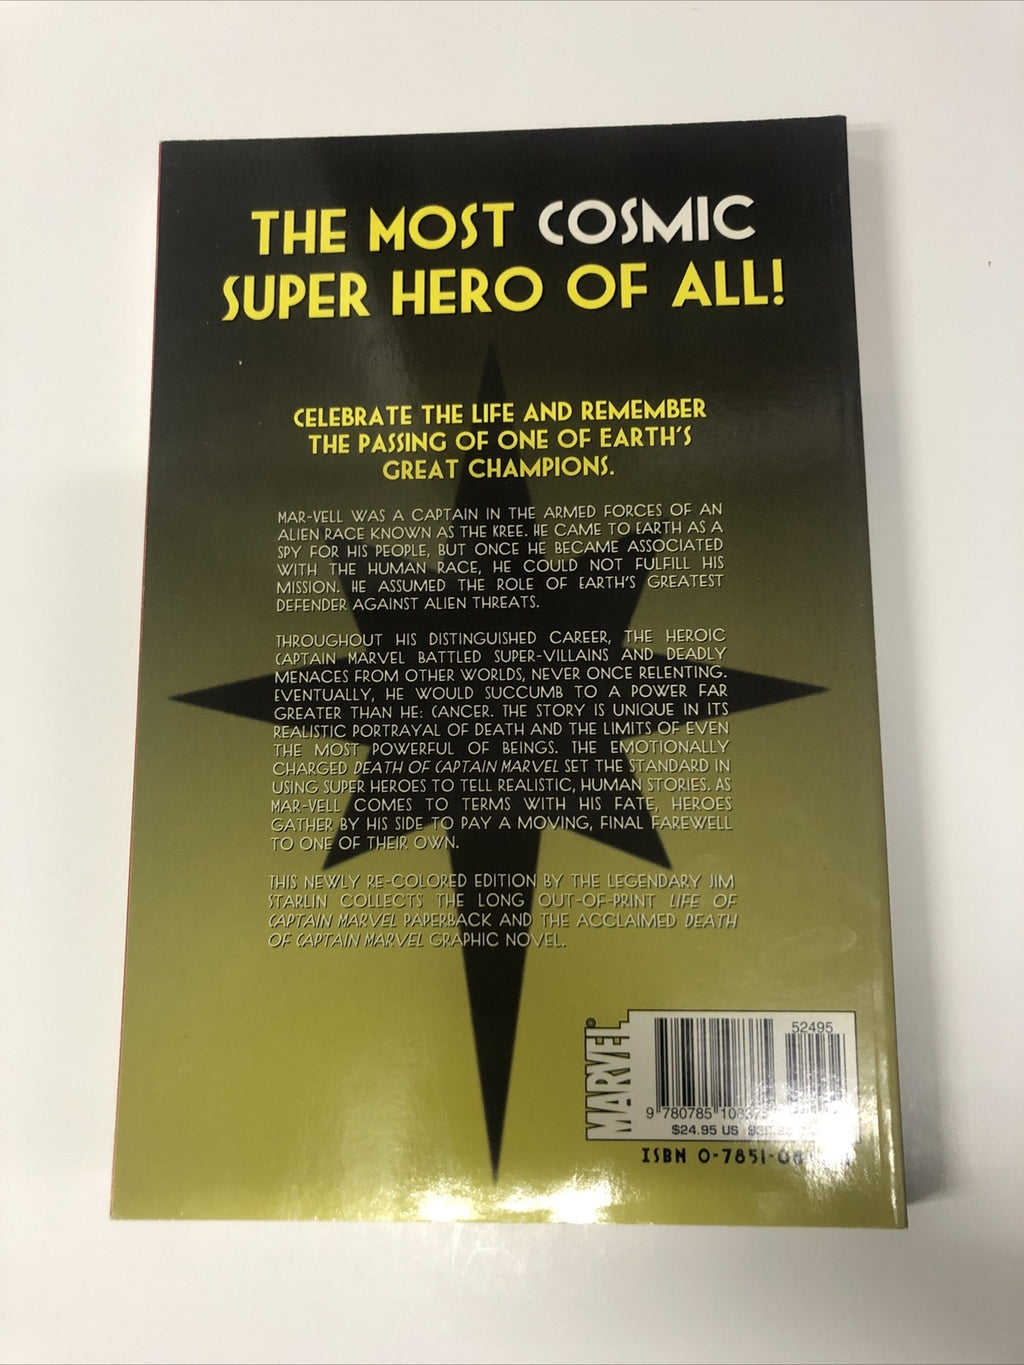 THE MOST COSMIC
SUPER HERO OF ALL!
CELEBRATE THE LIFE AND REMEMBER
THE PASSING OF ONE OF EARTH'S
GREAT CHAMPIONS.
MAR-VELL WAS A CAPTAIN IN THE ARMED FORCES OF AN
ALIEN RACE KNOWN AS THE KREE. HE CAME TO EARTH AS A
SPY FOR HIS PEOPLE, BUT ONCE HE BECAME ASSOCIATED
WITH THE HUMAN RACE, HE COULD NOT FULFILL HIS
MISSION. HE ASSUMED THE ROLE OF EARTH'S GREATEST
DEFENDER AGAINST ALIEN THREATS.
THROUGHOUT HIS DISTINGUISHED CAREER, THE HEROIC
CAPTAIN MARVEL BATTLED SUPER-VILLAINS AND DEADLY
MENACES FROM OTHER WORLDS, NEVER ONCE RELENTING.
EVENTUALLY, HE WOULD SUCCUMB TO A POWER FAR
GREATER THAN HE: CANCER. THE STORY IS UNIQUE IN ITS
REALISTIC PORTRAYAL OF DEATH AND THE LIMITS OF EVEN
THE MOST POWERFUL OF BEINGS. THE EMOTIONALLY
CHARGED DEATH OF CAPTAIN MARVEL SET THE STANDARD IN
USING SUPER HEROES TO TELL REALISTIC, HUMAN STORIES. AS
MAR-VELL COMES TO TERMS WITH HIS FATE, HEROES
GATHER BY HIS SIDE TO PAY A MOVING, FINAL FAREWELL
TO ONE OF THEIR OWN.
THIS NEWLY RE-COLORED EDITION BY THE LEGENDARY JIM
STARLIN COLLECTS THE LONG OUT-OF-PRINT LIFE OF
CAPTAIN MARVEL PAPERBACK AND THE ACCLAIMED DEATH
OF CAPTAIN MARVEL GRAPHIC NOVEL.
MARVEL©
52495
9 780785
$24.95 US
ISBN 0-7851-